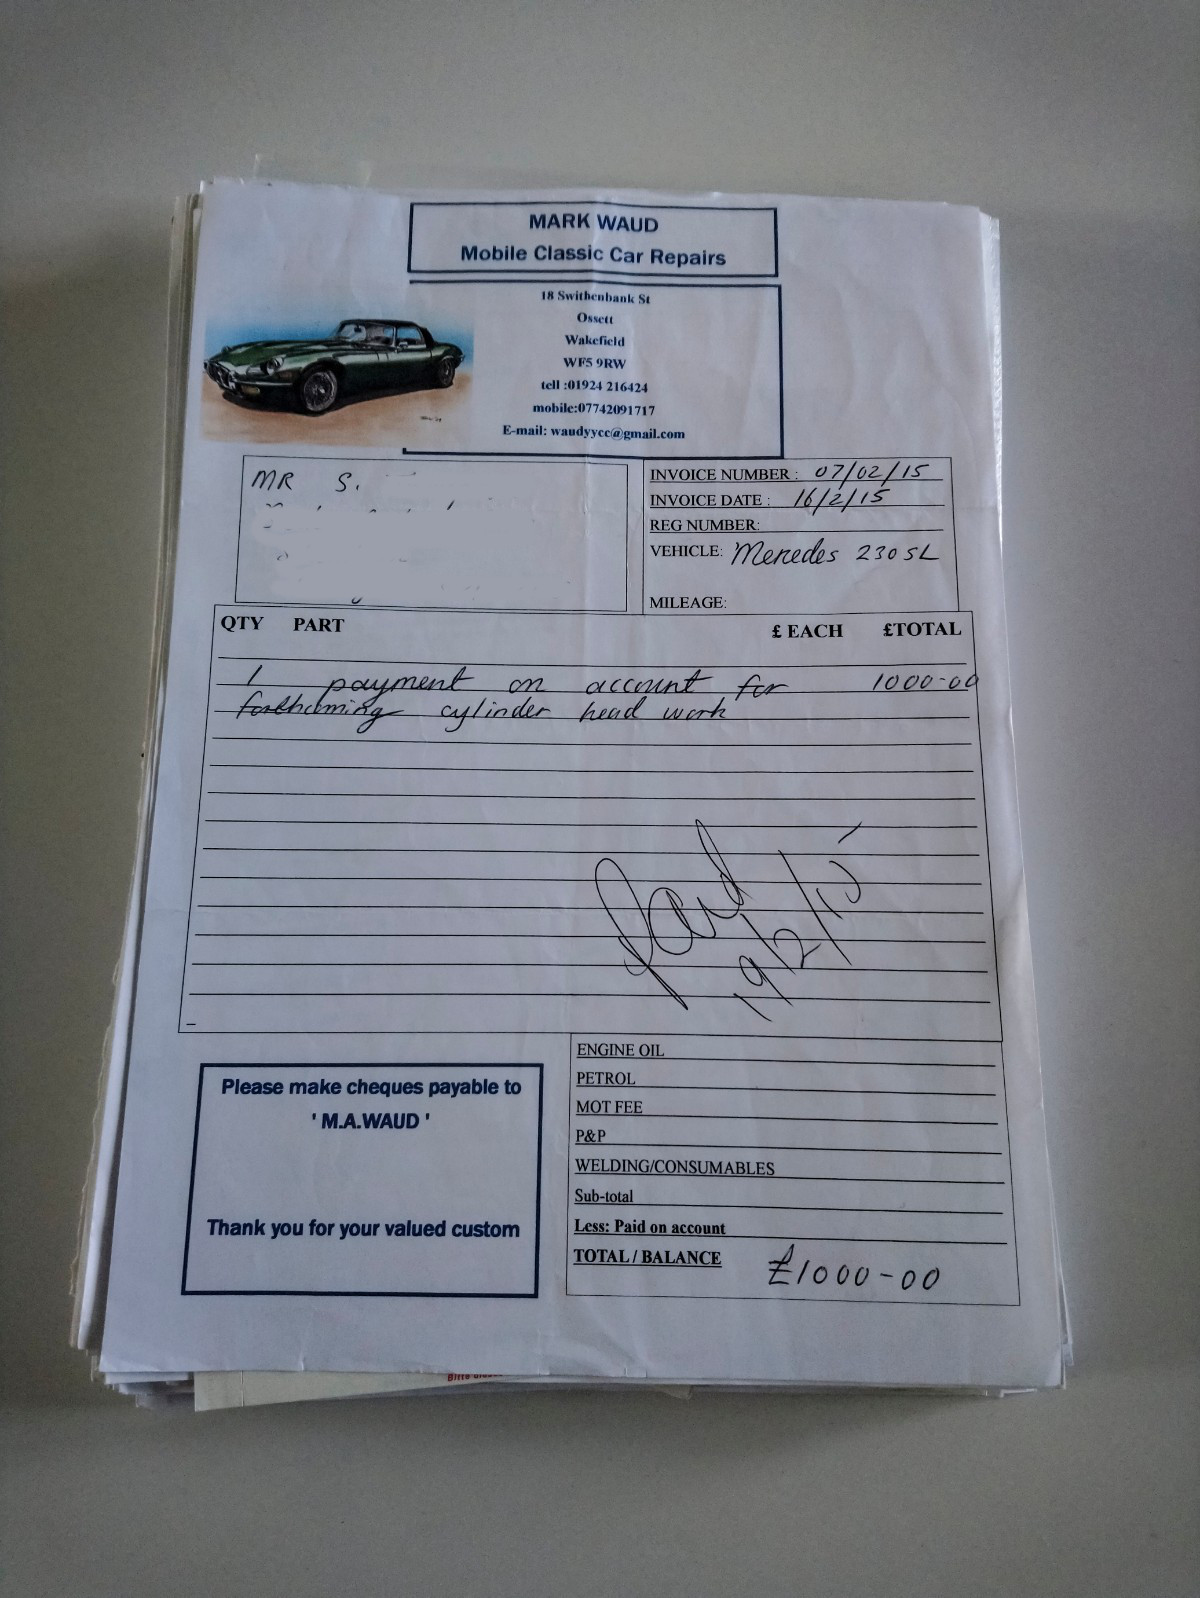 MARK WAUD
Mobile Classic Car Repairs
18 Swithenbank St
Ossett
Wakefield
WF5 9RW
tell :01924 216424
mobile:07742091717
E-mail: waudyycc@gmail.com
MR S.
INVOICE NUMBER : 07/02/15
INVOICE DATE : 16/2/15
REG NUMBER:
VEHICLE: Mercedes 230SL
MILEAGE:
QTY PART £ EACH £TOTAL
1 payment on account for 1000-00
forthcoming cylinder head work
Paid
19/2/15
ENGINE OIL
PETROL
MOT FEE
P&P
WELDING/CONSUMABLES
Sub-total
Less: Paid on account
TOTAL / BALANCE £1000-00
Please make cheques payable to
' M.A.WAUD '
Thank you for your valued custom